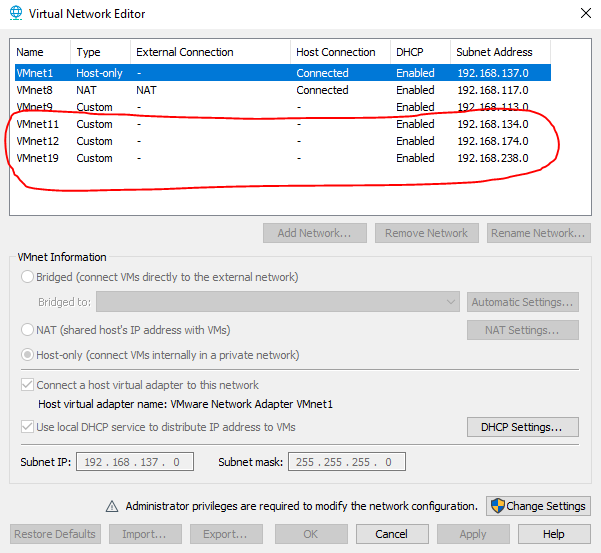 Virtual Network Editor
Name Type External Connection Host Connection DHCP Subnet Address
VMnet1 Host-only - Connected Enabled 192.168.137.0
VMnet8 NAT NAT Connected Enabled 192.168.117.0
VMnet9 Custom - - Enabled 192.168.113.0
VMnet11 Custom - - Enabled 192.168.134.0
VMnet12 Custom - - Enabled 192.168.174.0
VMnet19 Custom - - Enabled 192.168.238.0
Add Network... Remove Network Rename Network...
VMnet Information
Bridged (connect VMs directly to the external network)
Bridged to: Automatic Settings...
NAT (shared host's IP address with VMs) NAT Settings...
Host-only (connect VMs internally in a private network)
Connect a host virtual adapter to this network
Host virtual adapter name: VMware Network Adapter VMnet1
Use local DHCP service to distribute IP address to VMs DHCP Settings...
Subnet IP: 192 . 168 . 137 . 0 Subnet mask: 255 . 255 . 255 . 0
Administrator privileges are required to modify the network configuration. Change Settings
Restore Defaults Import... Export... OK Cancel Apply Help